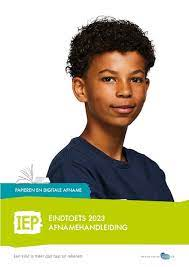 PAPIEREN EN DIGITALE AFNAME
IEP
EINDTOETS 2023
AFNAMEHANDLEIDING
Een kind is meer dan taal en rekenen